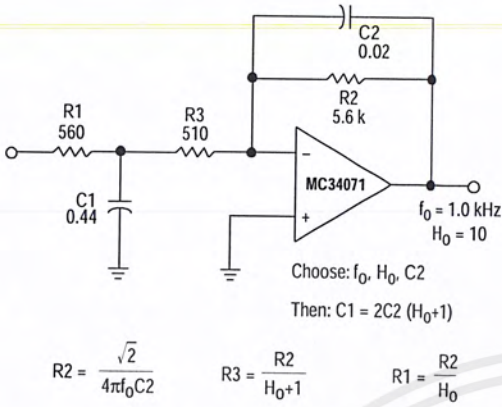 C2
0.02
R1
560
R3
510
R2
5.6 k
−
MC34071
+
C1
0.44
f0 = 1.0 kHz
H0 = 10
Choose: f0, H0, C2
Then: C1 = 2C2 (H0+1)
R2 = √2 / 4πf0C2 R3 = R2 / H0+1 R1 = R2 / H0